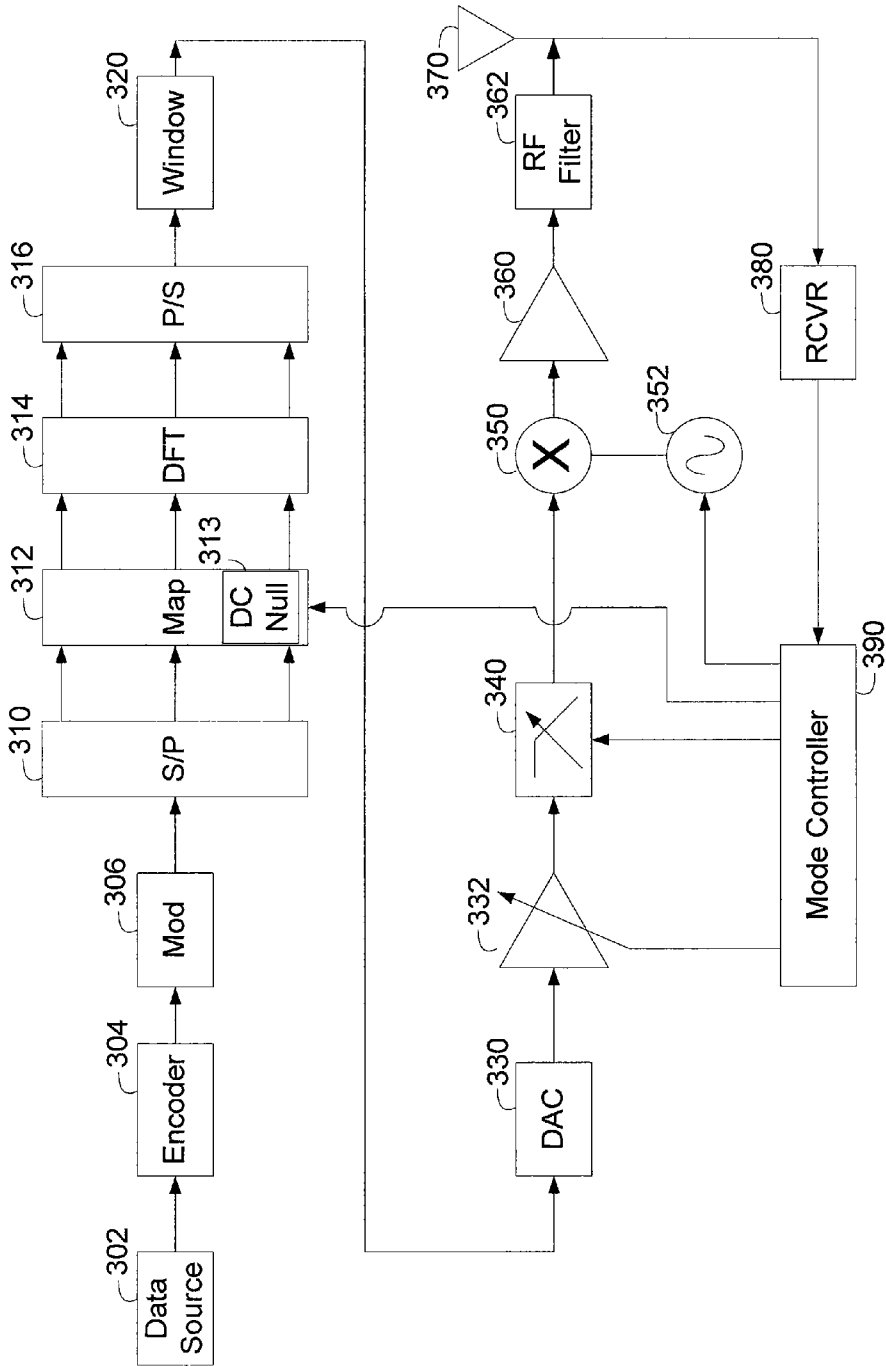 302
Data
Source
304
Encoder
306
Mod
310
S/P
312
Map
313
DC
Null
314
DFT
316
P/S
320
Window
330
DAC
332
340
350
X
352
360
362
RF
Filter
370
380
RCVR
390
Mode Controller